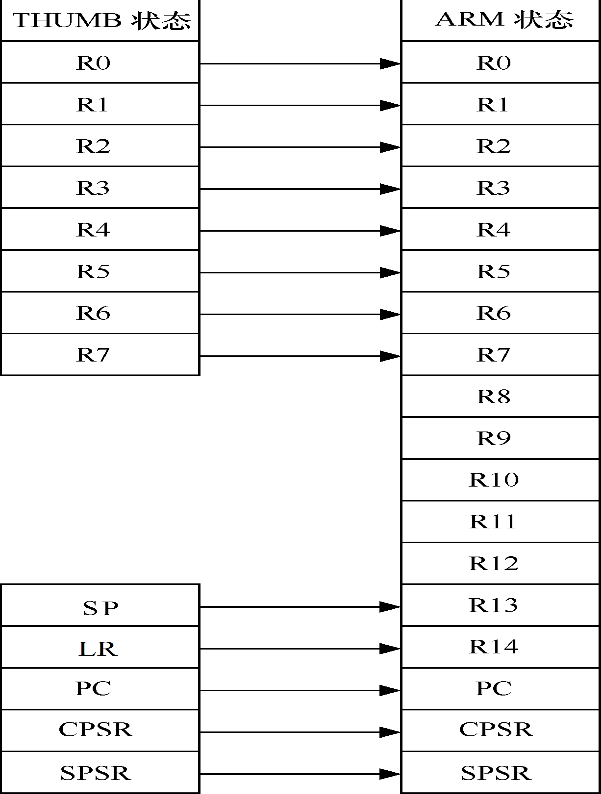 THUMB 状态
ARM 状态
R0
R0
R1
R1
R2
R2
R3
R3
R4
R4
R5
R5
R6
R6
R7
R7
R8
R9
R10
R11
R12
SP
R13
LR
R14
PC
PC
CPSR
CPSR
SPSR
SPSR